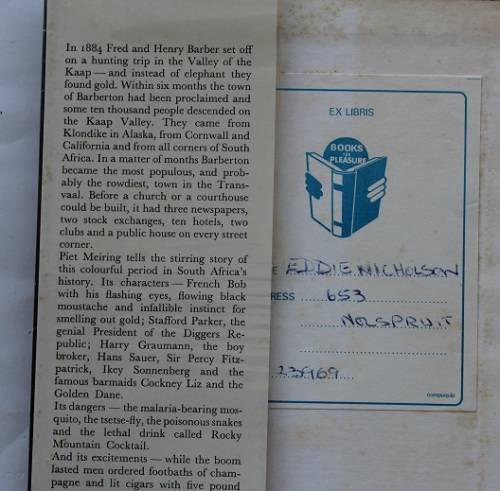 In 1884 Fred and Henry Barber set off
on a hunting trip in the Valley of the
Kaap — and instead of elephant they
found gold. Within six months the town
of Barberton had been proclaimed and
some ten thousand people descended on
the Kaap Valley. They came from
Klondike in Alaska, from Cornwall and
California and from all corners of South
Africa. In a matter of months Barberton
became the most populous, and prob-
ably the rowdiest, town in the Trans-
vaal. Before a church or a courthouse
could be built, it had three newspapers,
two stock exchanges, ten hotels, two
clubs and a public house on every street
corner.
Piet Meiring tells the stirring story of
this colourful period in South Africa's
history. Its characters — French Bob
with his flashing eyes, flowing black
moustache and infallible instinct for
smelling out gold; Stafford Parker, the
genial President of the Diggers Re-
public; Harry Graumann, the boy
broker, Hans Sauer, Sir Percy Fitz-
patrick, Ikey Sonnenberg and the
famous barmaids Cockney Liz and the
Golden Dane.
Its dangers — the malaria-bearing mos-
quito, the tsetse-fly, the poisonous snakes
and the lethal drink called Rocky
Mountain Cocktail.
And its excitements — while the boom
lasted men ordered footbaths of cham-
pagne and lit cigars with five pound
EX LIBRIS
BOOKS
FOR
PLEASURE
E EDDIE NICHOLSON
RESS 653
NELSPRUIT
23969